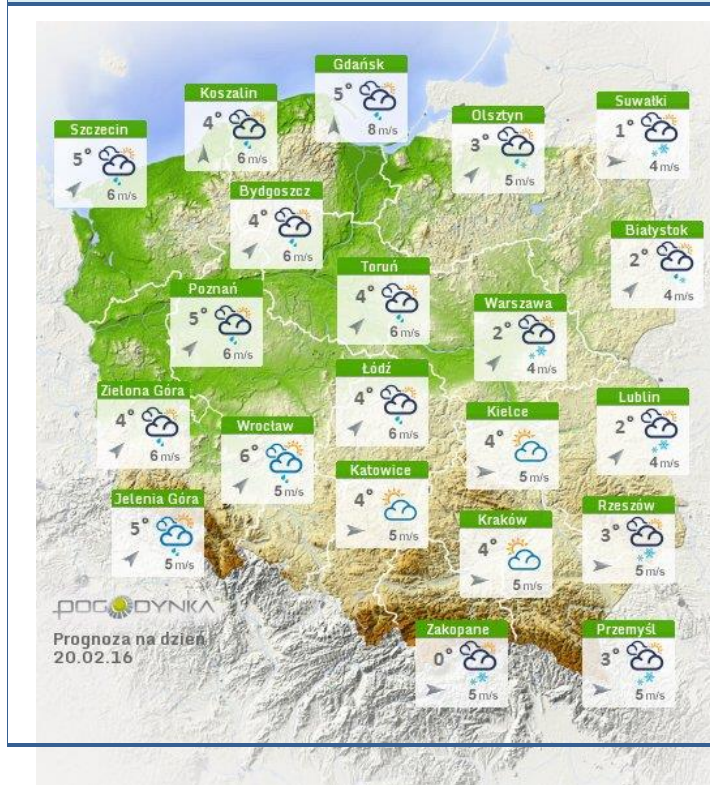 Gdańsk
5°
8 m/s
Koszalin
4°
6 m/s
Suwałki
1°
4 m/s
Olsztyn
3°
5 m/s
Szczecin
5°
6 m/s
Bydgoszcz
4°
6 m/s
Białystok
2°
4 m/s
Toruń
4°
6 m/s
Poznań
5°
6 m/s
Warszawa
2°
4 m/s
Łódź
4°
6 m/s
Zielona Góra
4°
6 m/s
Lublin
2°
4 m/s
Kielce
4°
5 m/s
Wrocław
6°
5 m/s
Katowice
4°
5 m/s
Jelenia Góra
5°
5 m/s
Rzeszów
3°
5 m/s
Kraków
4°
5 m/s
POGODYNKA
Prognoza na dzień
20.02.16
Zakopane
0°
5 m/s
Przemyśl
3°
5 m/s